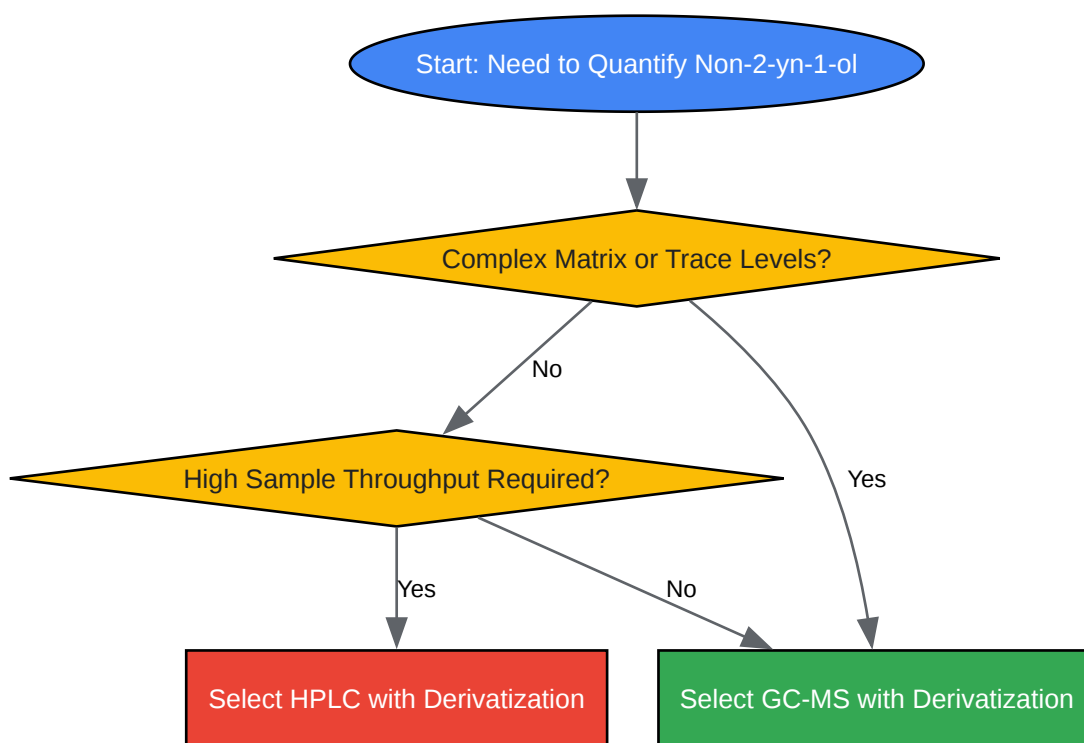 Start: Need to Quantify Non-2-yn-1-ol
Complex Matrix or Trace Levels?
No
High Sample Throughput Required?
Yes
Yes
No
Select HPLC with Derivatization
Select GC-MS with Derivatization